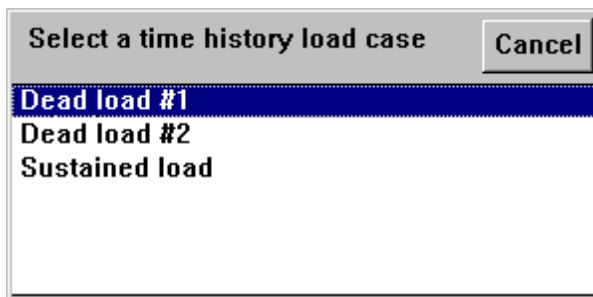 Select a time history load case
Cancel
Dead load #1
Dead load #2
Sustained load